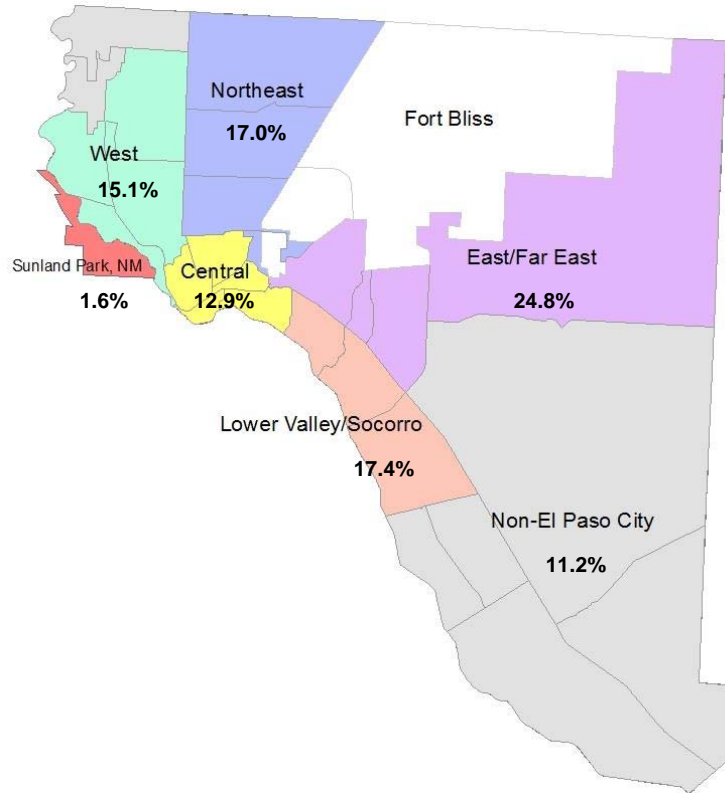 Northeast
17.0%
Fort Bliss
West
15.1%
Sunland Park, NM
1.6%
Central
12.9%
East/Far East
24.8%
Lower Valley/Socorro
17.4%
Non-El Paso City
11.2%